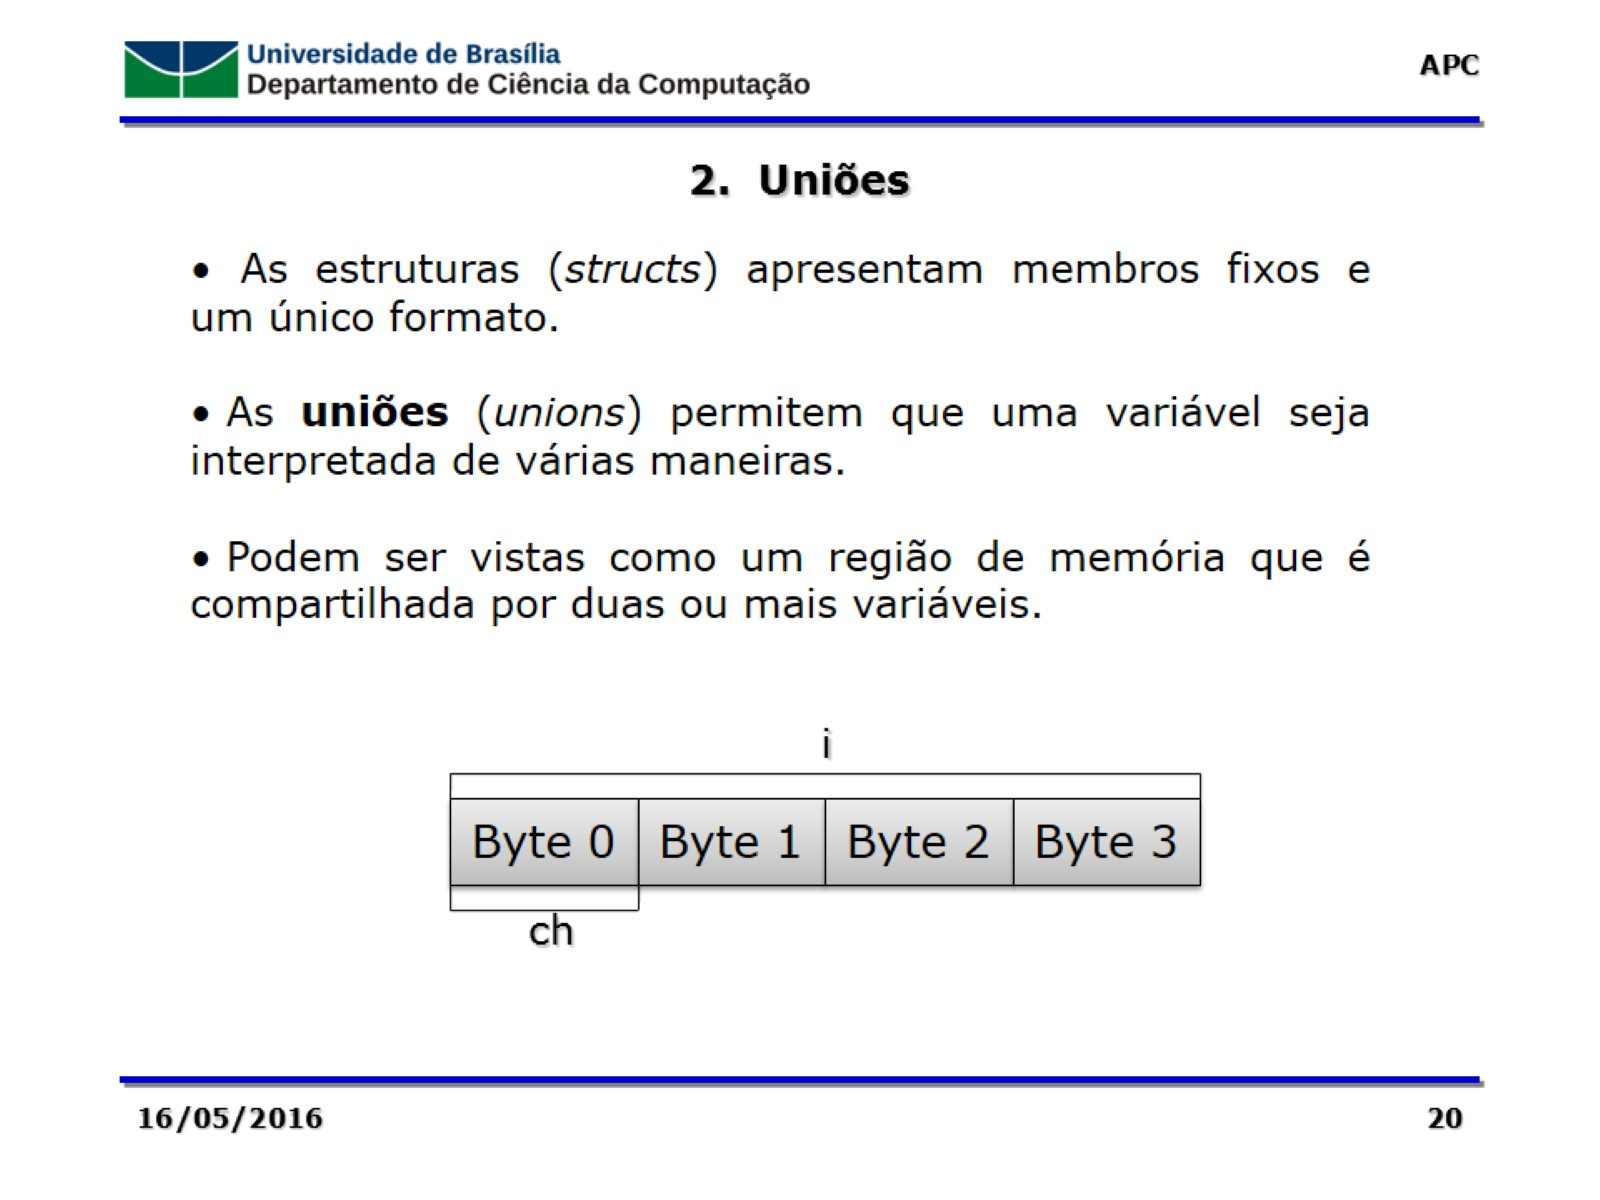 Universidade de Brasília
Departamento de Ciência da Computação
APC
2. Uniões
• As estruturas (structs) apresentam membros fixos e
um único formato.
• As uniões (unions) permitem que uma variável seja
interpretada de várias maneiras.
• Podem ser vistas como um região de memória que é
compartilhada por duas ou mais variáveis.
i
Byte 0 Byte 1 Byte 2 Byte 3
ch
16/05/2016
20